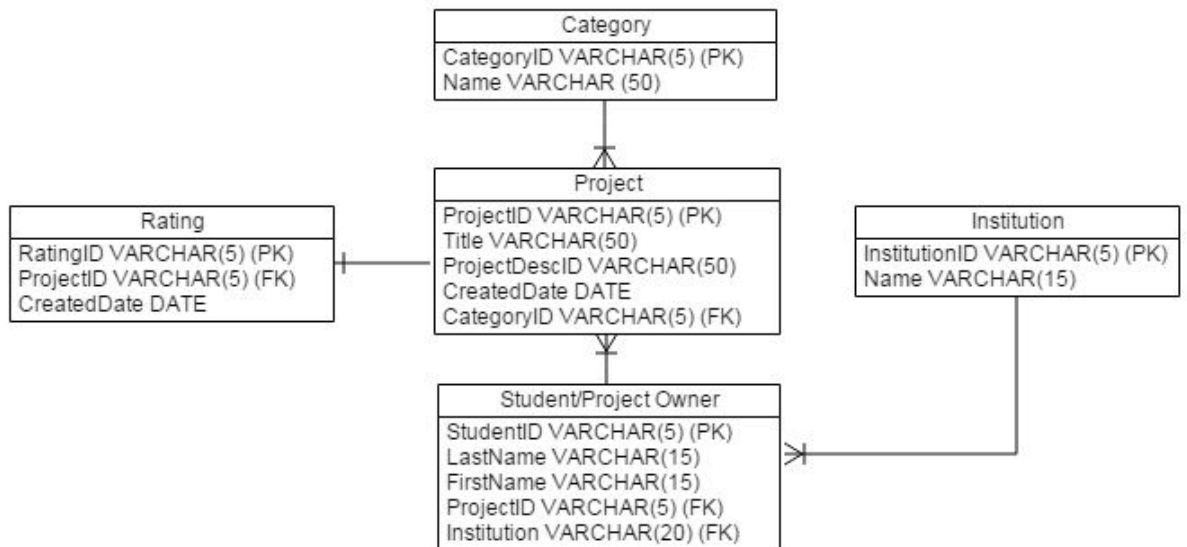 Category
CategoryID VARCHAR(5) (PK)
Name VARCHAR (50)
Project
ProjectID VARCHAR(5) (PK)
Title VARCHAR(50)
ProjectDescID VARCHAR(50)
CreatedDate DATE
CategoryID VARCHAR(5) (FK)
Rating
RatingID VARCHAR(5) (PK)
ProjectID VARCHAR(5) (FK)
CreatedDate DATE
Institution
InstitutionID VARCHAR(5) (PK)
Name VARCHAR(15)
Student/Project Owner
StudentID VARCHAR(5) (PK)
LastName VARCHAR(15)
FirstName VARCHAR(15)
ProjectID VARCHAR(5) (FK)
Institution VARCHAR(20) (FK)